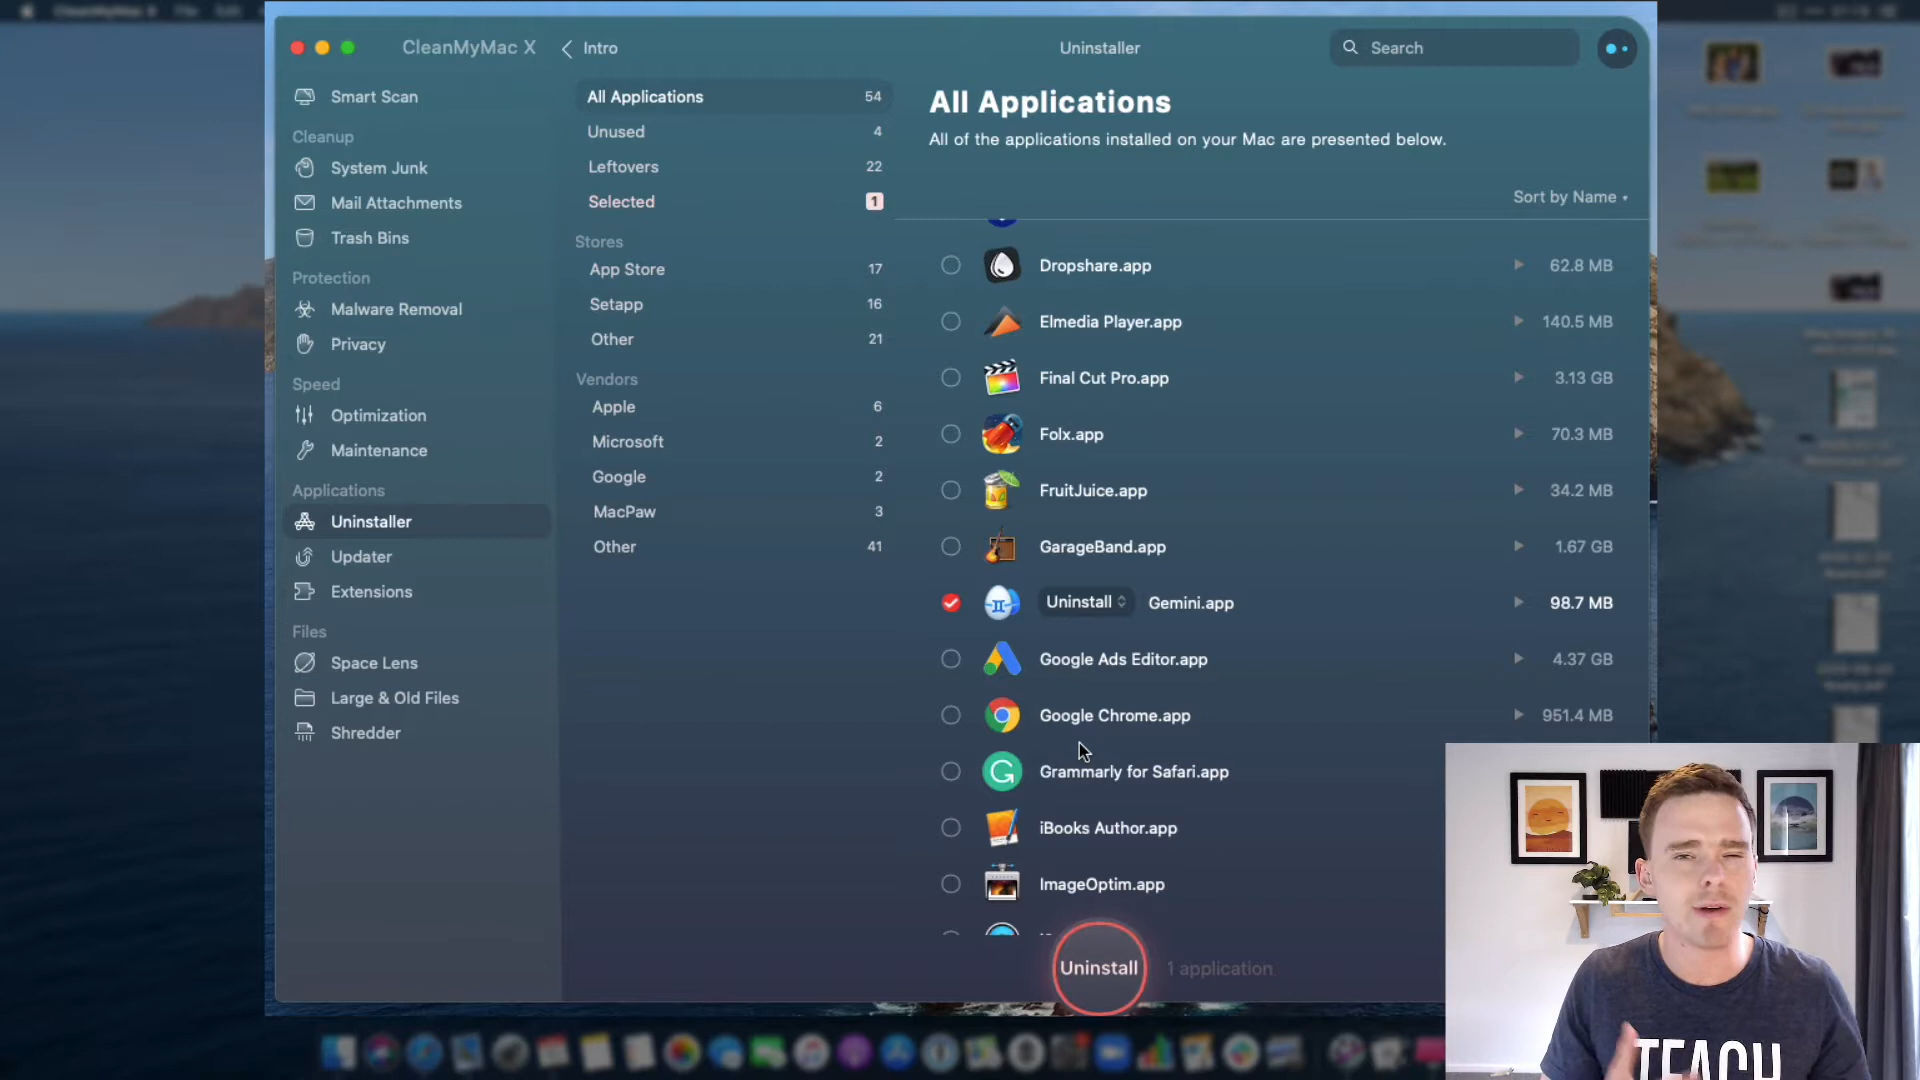 CleanMyMac X
Intro
Uninstaller
Search
Smart Scan
Cleanup
System Junk
Mail Attachments
Trash Bins
Protection
Malware Removal
Privacy
Speed
Optimization
Maintenance
Applications
Uninstaller
Updater
Extensions
Files
Space Lens
Large & Old Files
Shredder
All Applications 54
Unused 4
Leftovers 22
Selected 1
Stores
App Store 17
Setapp 16
Other 21
Vendors
Apple 6
Microsoft 2
Google 2
MacPaw 3
Other 41
All Applications
All of the applications installed on your Mac are presented below.
Sort by Name
Dropshare.app 62.8 MB
Elmedia Player.app 140.5 MB
Final Cut Pro.app 3.13 GB
Folx.app 70.3 MB
FruitJuice.app 34.2 MB
GarageBand.app 1.67 GB
Uninstall Gemini.app 98.7 MB
Google Ads Editor.app 4.37 GB
Google Chrome.app 951.4 MB
Grammarly for Safari.app
iBooks Author.app
ImageOptim.app
Uninstall 1 application
TEACH